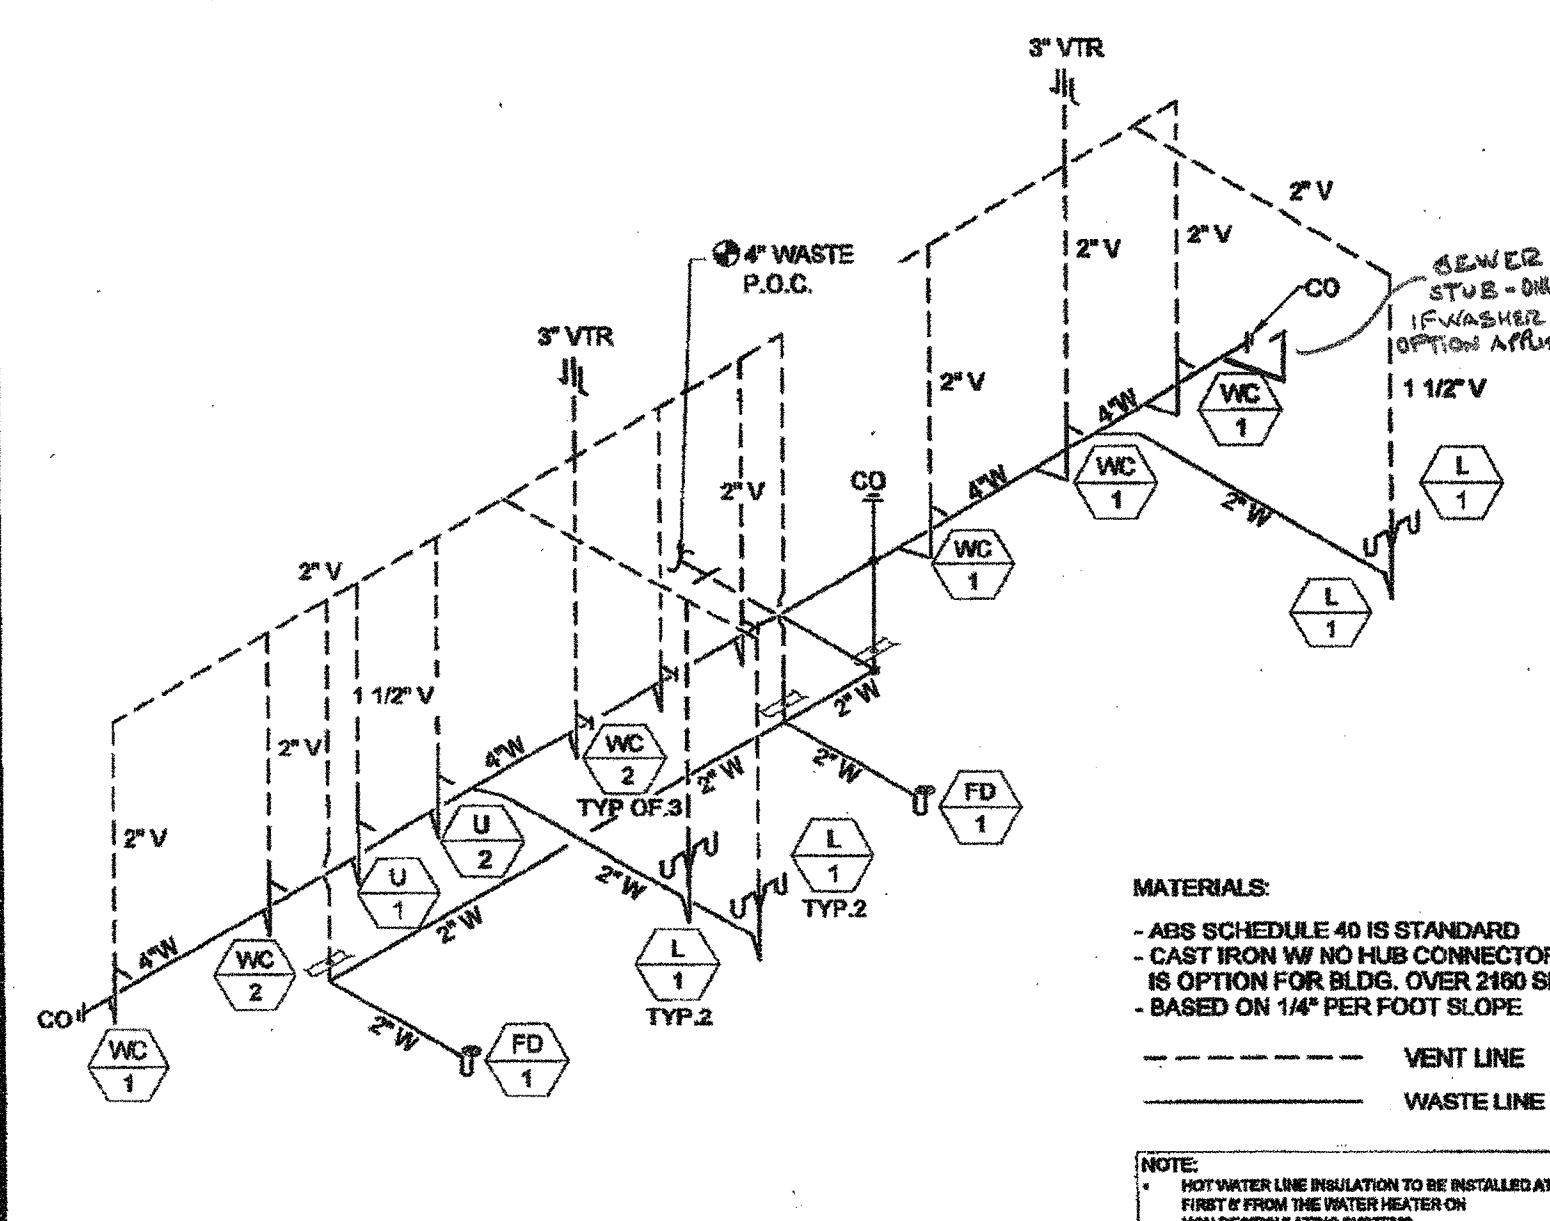 3" VTR
2" V
4" WASTE
P.O.C.
2" V
2" V
SEWER
CO
STUB -
IF WASHER
OPTION
3" VTR
2" V
1 1/2" V
4"W
WC
1
L
1
WC
1
CO
2" V
4"W
2" W
WC
1
2" V
L
1
1 1/2" V
2" W
2" V
4"W
WC
2
TYP OF.3
2" W
2" W
FD
1
2" V
U
2
L
1
TYP.2
U
1
2" W
2" W
4"W
WC
2
L
1
TYP.2
CO
WC
1
2" W
FD
1
MATERIALS:
- ABS SCHEDULE 40 IS STANDARD
- CAST IRON W/ NO HUB CONNECTOR
IS OPTION FOR BLDG. OVER 2160
- BASED ON 1/4" PER FOOT SLOPE
VENT LINE
WASTE LINE
NOTE:
HOT WATER LINE INSULATION TO BE INSTALLED AT
FIRST 8' FROM THE WATER HEATER ON